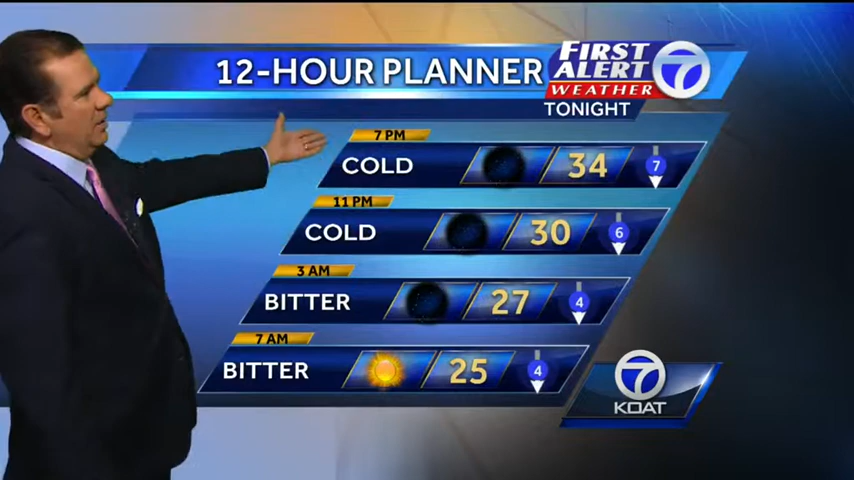 12-HOUR PLANNER
FIRST
ALERT
WEATHER
7
TONIGHT
7 PM
COLD 34 7
11 PM
COLD 30 6
3 AM
BITTER 27 4
7 AM
BITTER 25 4
7
KOAT